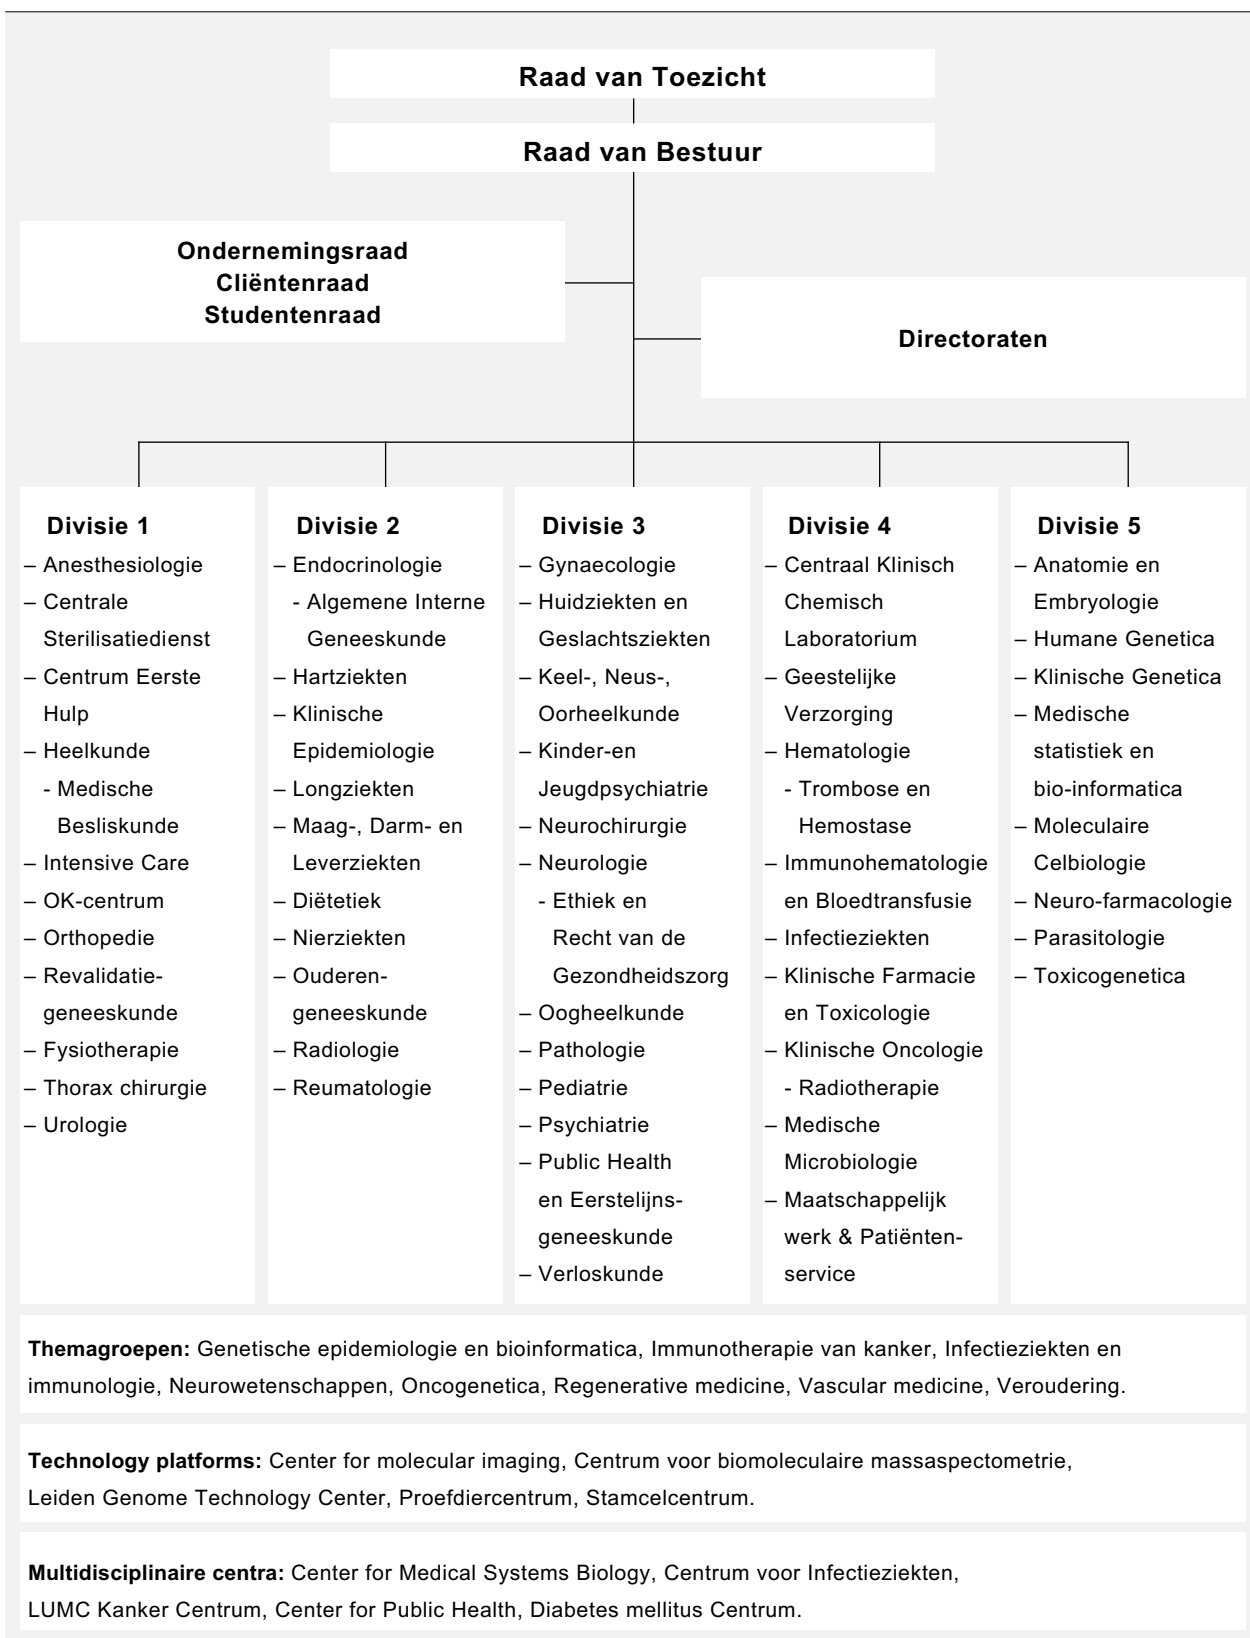 Raad van Toezicht
Raad van Bestuur
Ondernemingsraad
Cliëntenraad
Studentenraad
Directoraten
Divisie 1
– Anesthesiologie
– Centrale
Sterilisatiedienst
– Centrum Eerste
Hulp
– Heelkunde
- Medische
Besliskunde
– Intensive Care
– OK-centrum
– Orthopedie
– Revalidatie-
geneeskunde
– Fysiotherapie
– Thorax chirurgie
– Urologie
Divisie 2
– Endocrinologie
- Algemene Interne
Geneeskunde
– Hartziekten
– Klinische
Epidemiologie
– Longziekten
– Maag-, Darm- en
Leverziekten
– Diëtetiek
– Nierziekten
– Ouderen-
geneeskunde
– Radiologie
– Reumatologie
Divisie 3
– Gynaecologie
– Huidziekten en
Geslachtsziekten
– Keel-, Neus-,
Oorheelkunde
– Kinder-en
Jeugdpsychiatrie
– Neurochirurgie
– Neurologie
- Ethiek en
Recht van de
Gezondheidszorg
– Oogheelkunde
– Pathologie
– Pediatrie
– Psychiatrie
– Public Health
en Eerstelijns-
geneeskunde
– Verloskunde
Divisie 4
– Centraal Klinisch
Chemisch
Laboratorium
– Geestelijke
Verzorging
– Hematologie
- Trombose en
Hemostase
– Immunohematologie
en Bloedtransfusie
– Infectieziekten
– Klinische Farmacie
en Toxicologie
– Klinische Oncologie
- Radiotherapie
– Medische
Microbiologie
– Maatschappelijk
werk & Patiënten-
service
Divisie 5
– Anatomie en
Embryologie
– Humane Genetica
– Klinische Genetica
– Medische
statistiek en
bio-informatica
– Moleculaire
Celbiologie
– Neuro-farmacologie
– Parasitologie
– Toxicogenetica
Themagroepen: Genetische epidemiologie en bioinformatica, Immunotherapie van kanker, Infectieziekten en
immunologie, Neurowetenschappen, Oncogenetica, Regenerative medicine, Vascular medicine, Veroudering.
Technology platforms: Center for molecular imaging, Centrum voor biomoleculaire massaspectometrie,
Leiden Genome Technology Center, Proefdiercentrum, Stamcelcentrum.
Multidisciplinaire centra: Center for Medical Systems Biology, Centrum voor Infectieziekten,
LUMC Kanker Centrum, Center for Public Health, Diabetes mellitus Centrum.